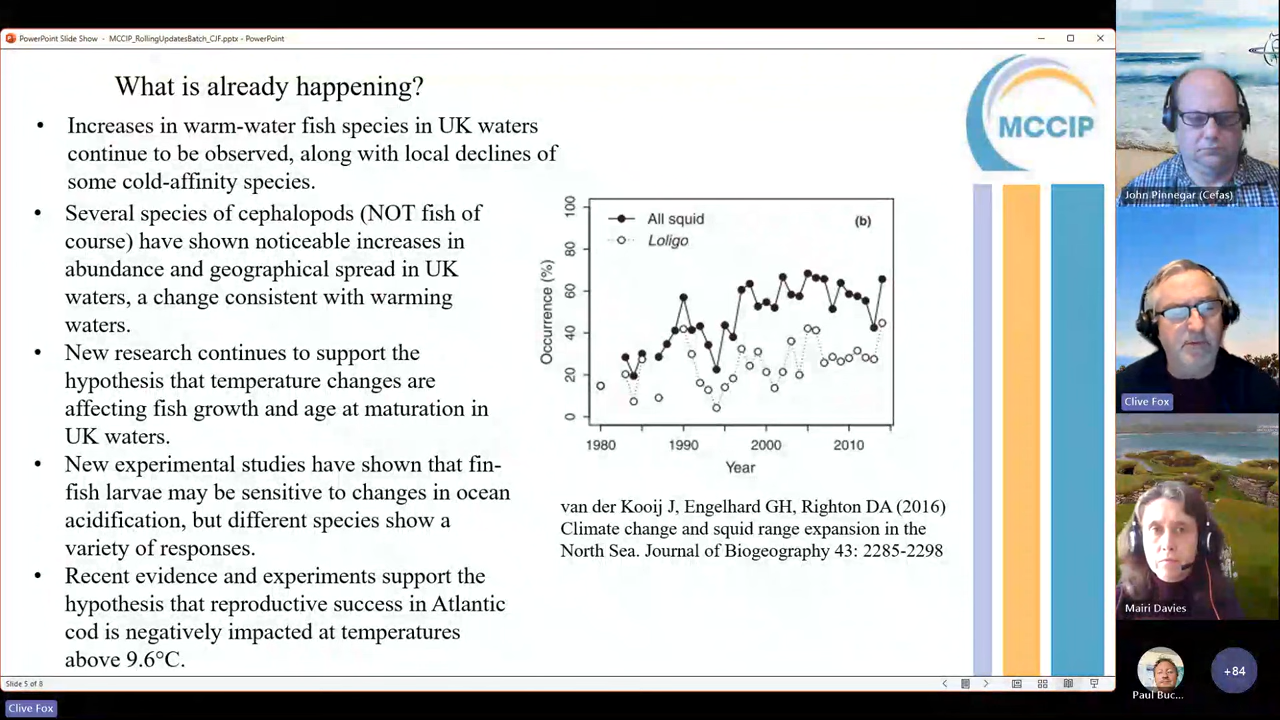 PowerPoint Slide Show - MCCIP_RollingUpdatesBatch_CJF.pptx - PowerPoint
What is already happening?
• Increases in warm-water fish species in UK waters
continue to be observed, along with local declines of
some cold-affinity species.
• Several species of cephalopods (NOT fish of
course) have shown noticeable increases in
abundance and geographical spread in UK
waters, a change consistent with warming
waters.
• New research continues to support the
hypothesis that temperature changes are
affecting fish growth and age at maturation in
UK waters.
• New experimental studies have shown that fin-
fish larvae may be sensitive to changes in ocean
acidification, but different species show a
variety of responses.
• Recent evidence and experiments support the
hypothesis that reproductive success in Atlantic
cod is negatively impacted at temperatures
above 9.6°C.
MCCIP
All squid
Loligo
(b)
Occurrence (%)
100
80
60
40
20
0
1980 1990 2000 2010
Year
van der Kooij J, Engelhard GH, Righton DA (2016)
Climate change and squid range expansion in the
North Sea. Journal of Biogeography 43: 2285-2298
Slide 5 of 8
Clive Fox
John Pinnegar (Cefas)
Clive Fox
Mairi Davies
Paul Buc...
+84